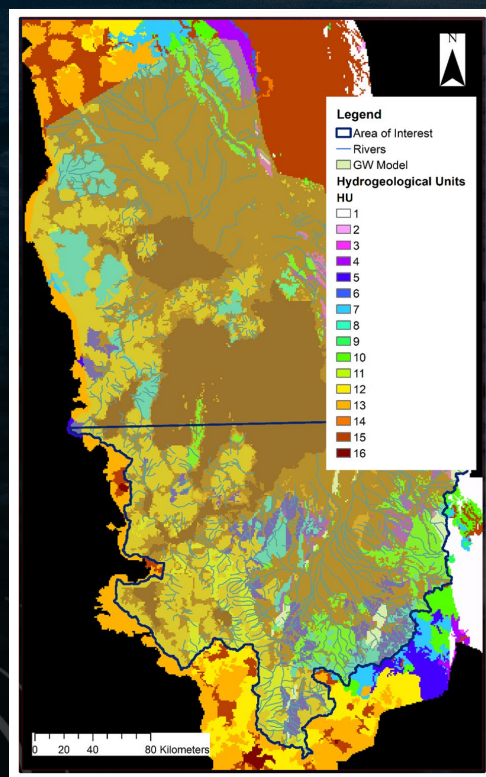 N
Legend
Area of Interest
Rivers
GW Model
Hydrogeological Units
HU
1
2
3
4
5
6
7
8
9
10
11
12
13
14
15
16
0 20 40 80 Kilometers